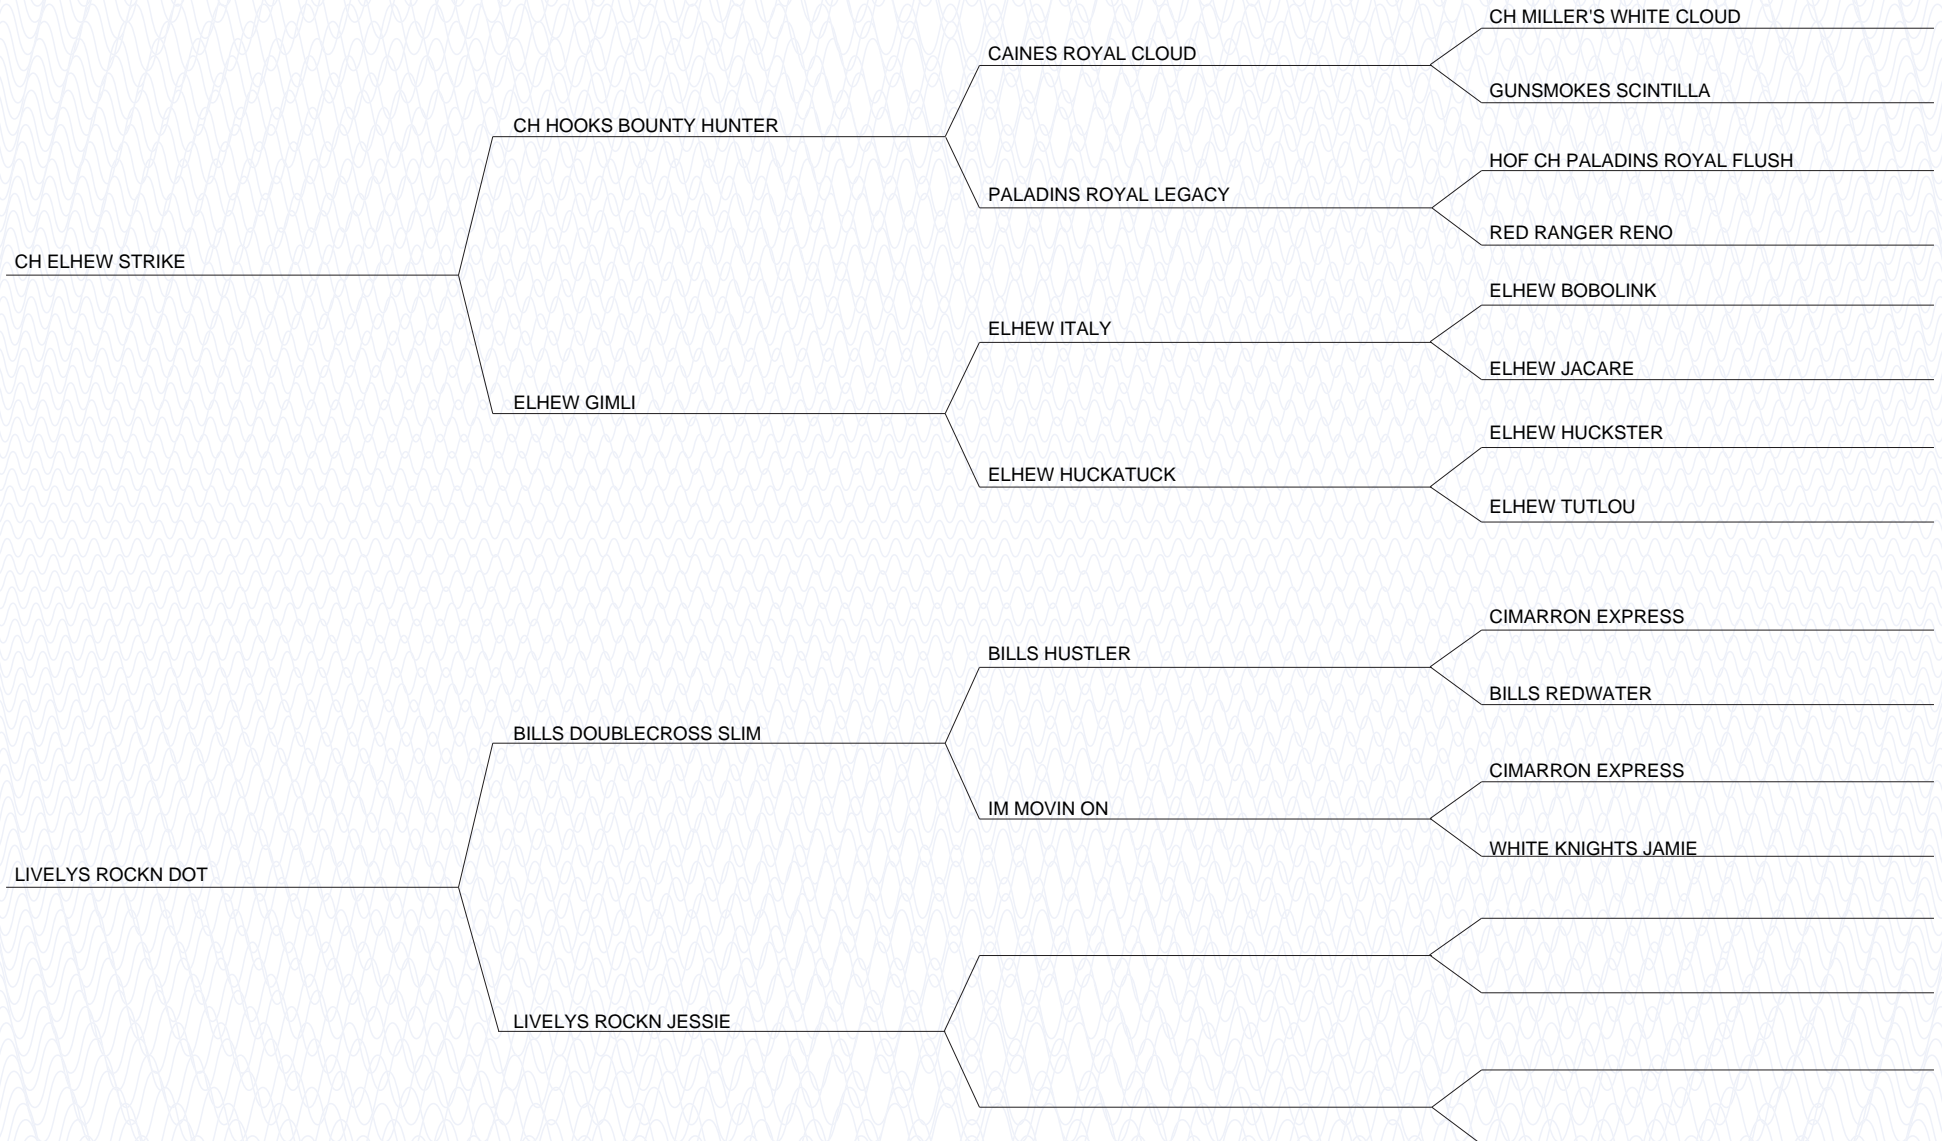 CH MILLER'S WHITE CLOUD
CAINES ROYAL CLOUD
GUNSMOKES SCINTILLA
CH HOOKS BOUNTY HUNTER
HOF CH PALADINS ROYAL FLUSH
PALADINS ROYAL LEGACY
RED RANGER RENO
CH ELHEW STRIKE
ELHEW BOBOLINK
ELHEW ITALY
ELHEW JACARE
ELHEW GIMLI
ELHEW HUCKSTER
ELHEW HUCKATUCK
ELHEW TUTLOU
CIMARRON EXPRESS
BILLS HUSTLER
BILLS REDWATER
BILLS DOUBLECROSS SLIM
CIMARRON EXPRESS
IM MOVIN ON
WHITE KNIGHTS JAMIE
LIVELYS ROCKN DOT
LIVELYS ROCKN JESSIE